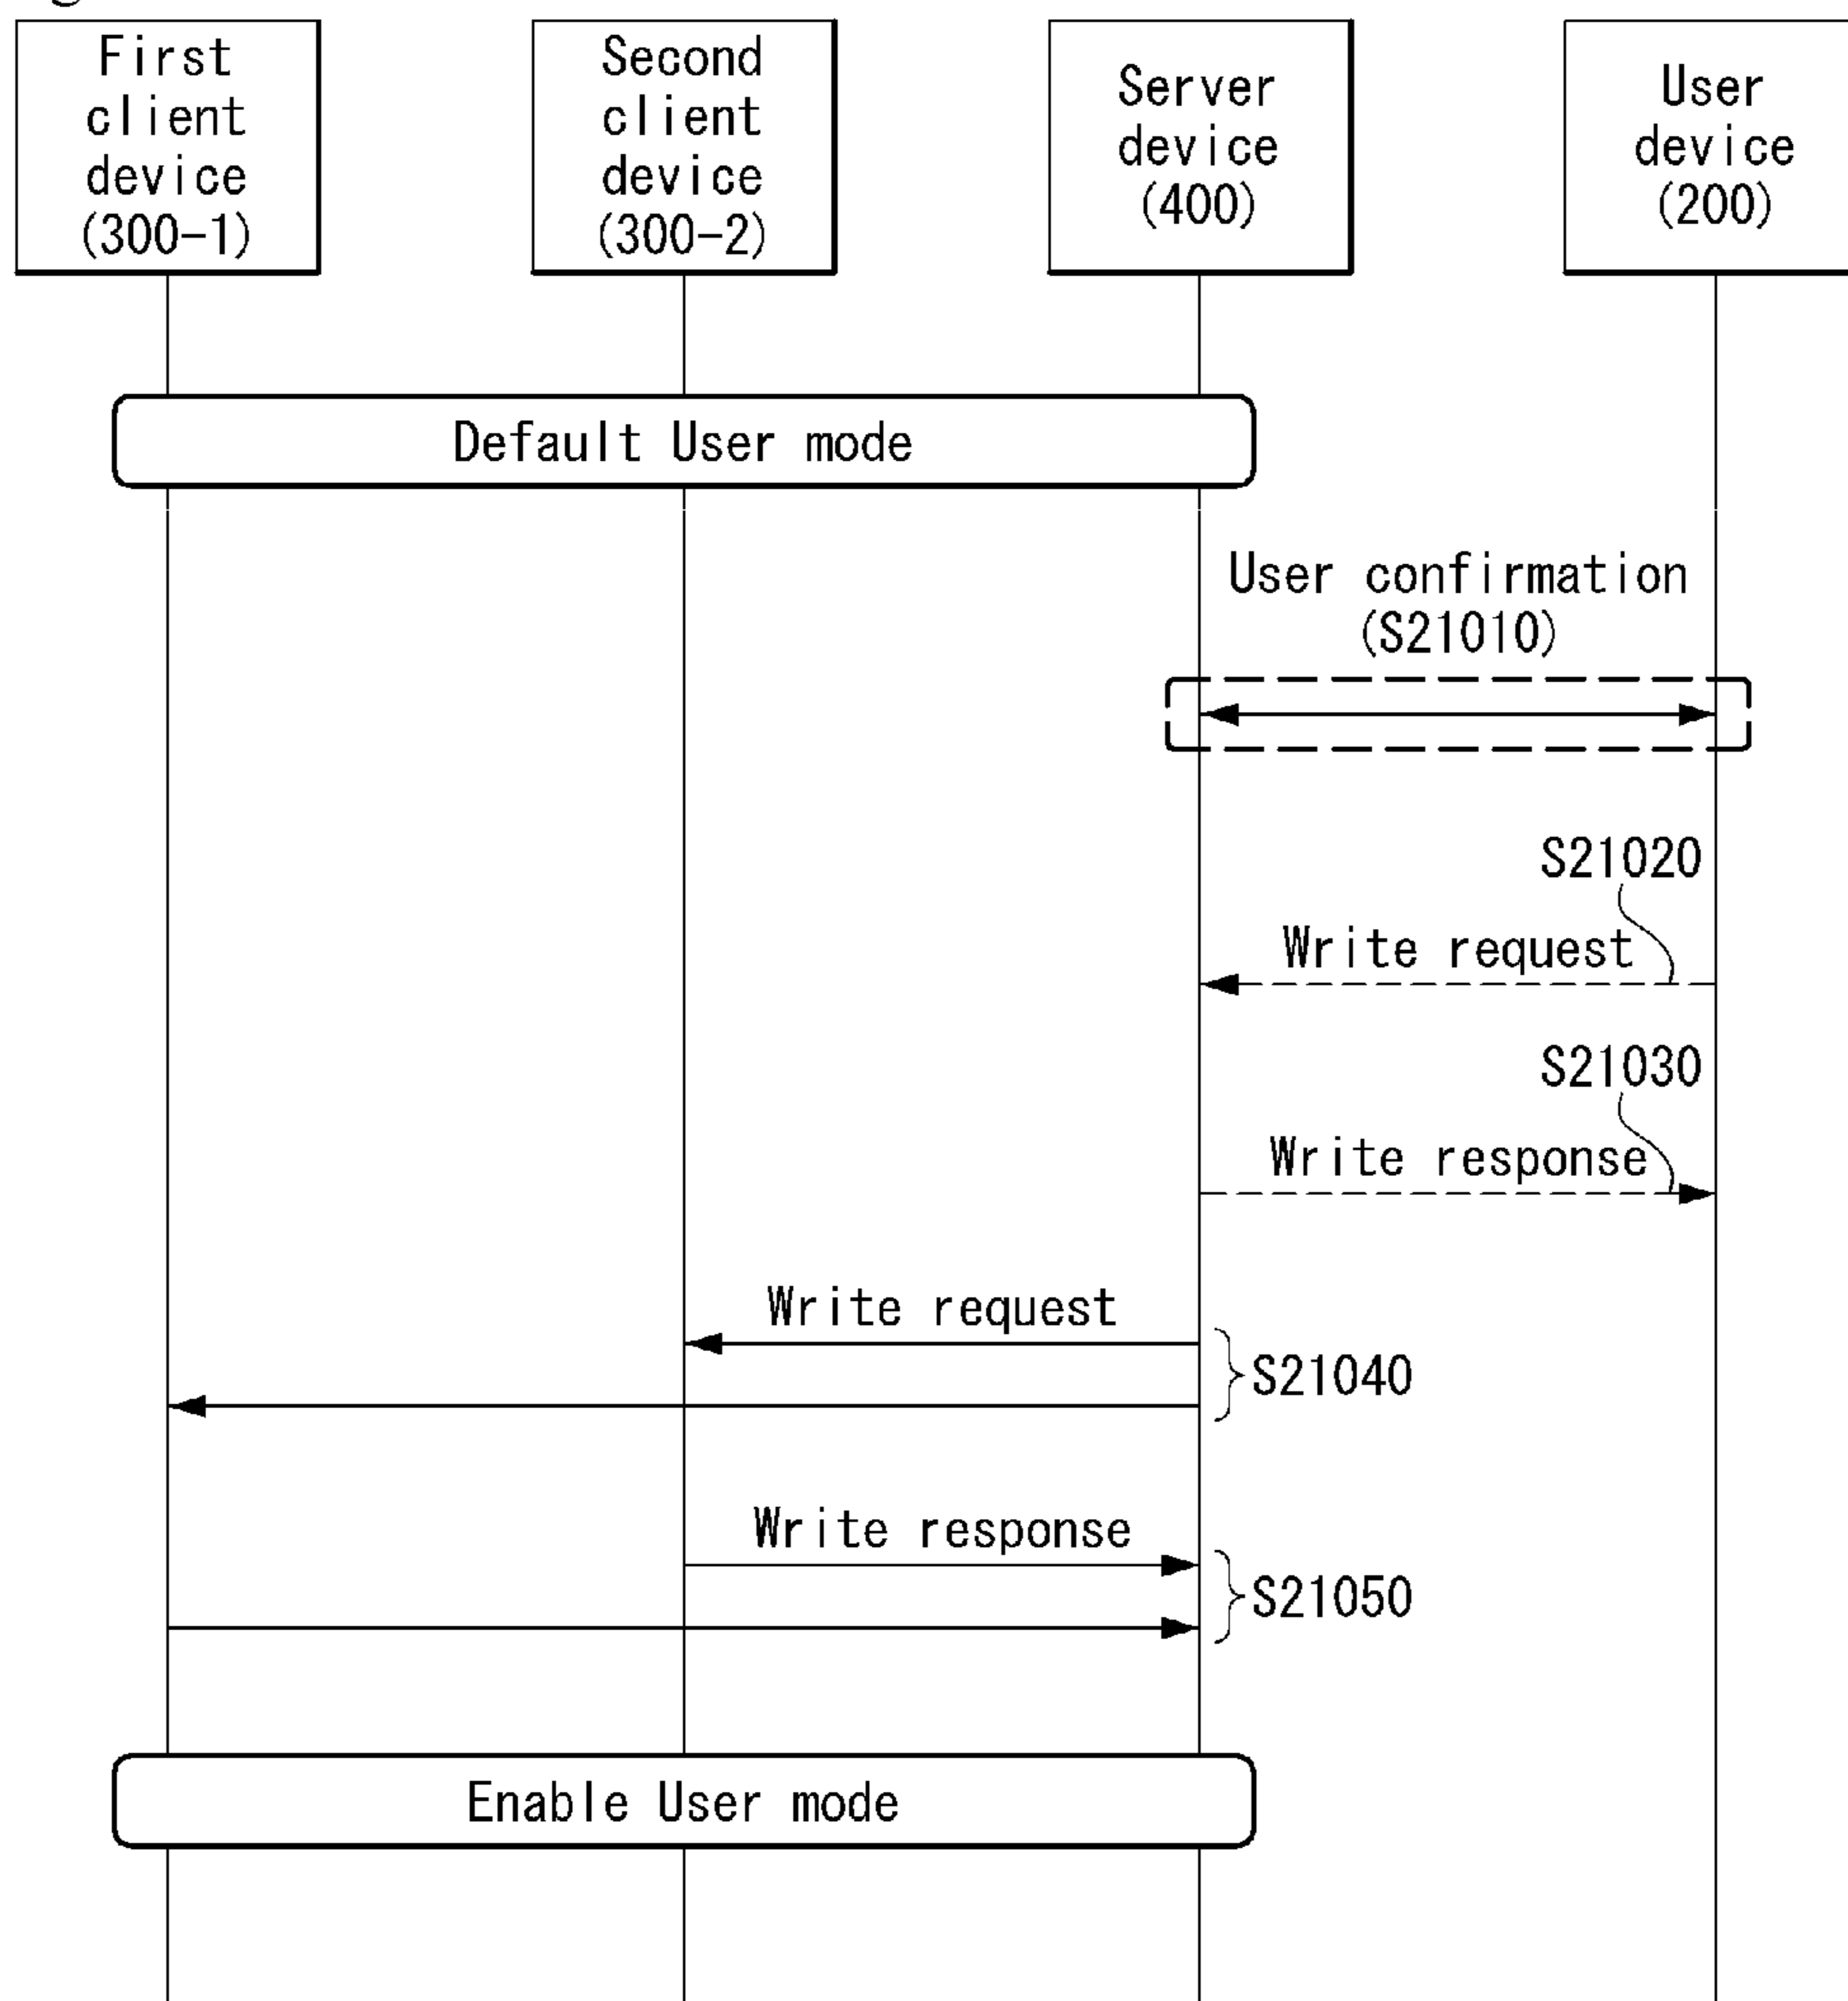 First
client
device
(300-1)
Second
client
device
(300-2)
Server
device
(400)
User
device
(200)
Default User mode
User confirmation
(S21010)
S21020
Write request
S21030
Write response
Write request
S21040
Write response
S21050
Enable User mode